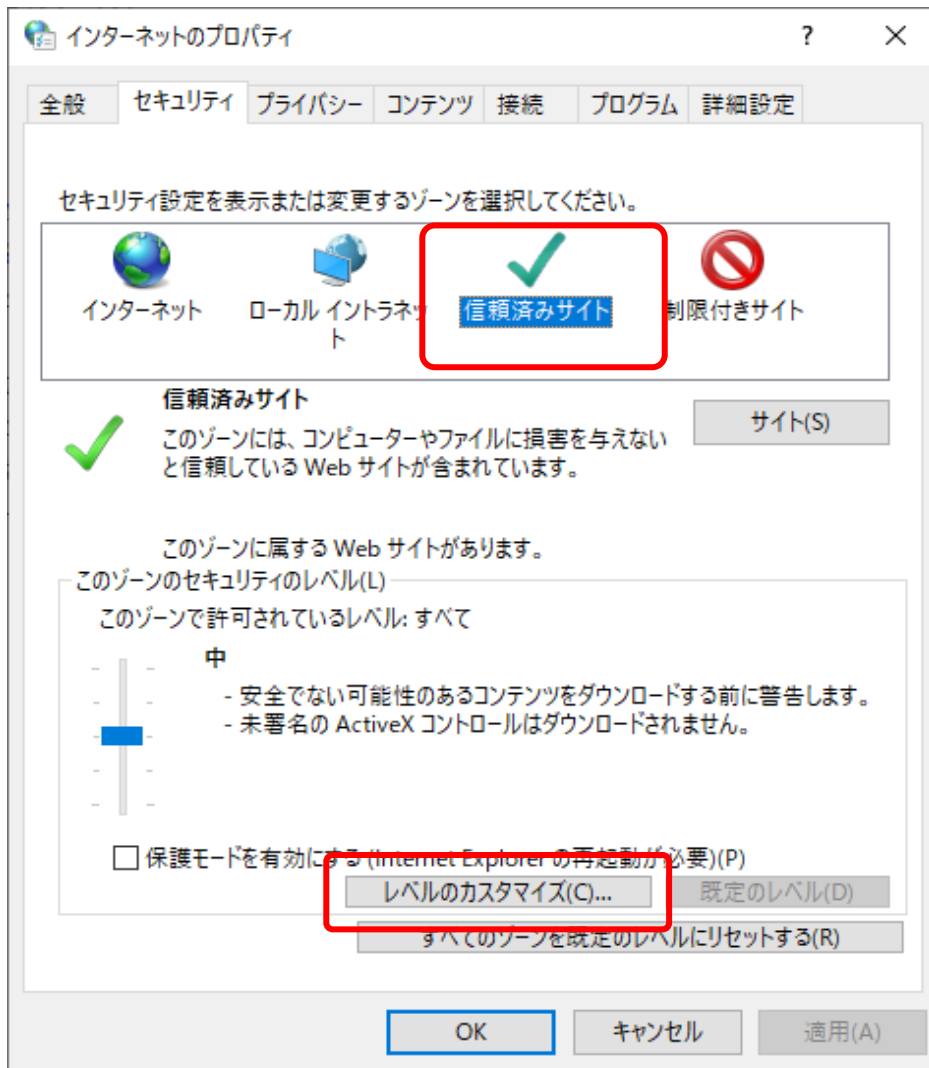 インターネットのプロパティ
?
×
全般 セキュリティ プライバシー コンテンツ 接続 プログラム 詳細設定
セキュリティ設定を表示または変更するゾーンを選択してください。
インターネット
ローカル イントラネッ
ト
信頼済みサイト
制限付きサイト
信頼済みサイト
このゾーンには、コンピューターやファイルに損害を与えない
と信頼している Web サイトが含まれています。
サイト(S)
このゾーンに属する Web サイトがあります。
このゾーンのセキュリティのレベル(L)
このゾーンで許可されているレベル: すべて
中
- 安全でない可能性のあるコンテンツをダウンロードする前に警告します。
- 未署名の ActiveX コントロールはダウンロードされません。
保護モードを有効にする (Internet Explorer の再起動が必要)(P)
レベルのカスタマイズ(C)...
既定のレベル(D)
すべてのゾーンを既定のレベルにリセットする(R)
OK
キャンセル
適用(A)